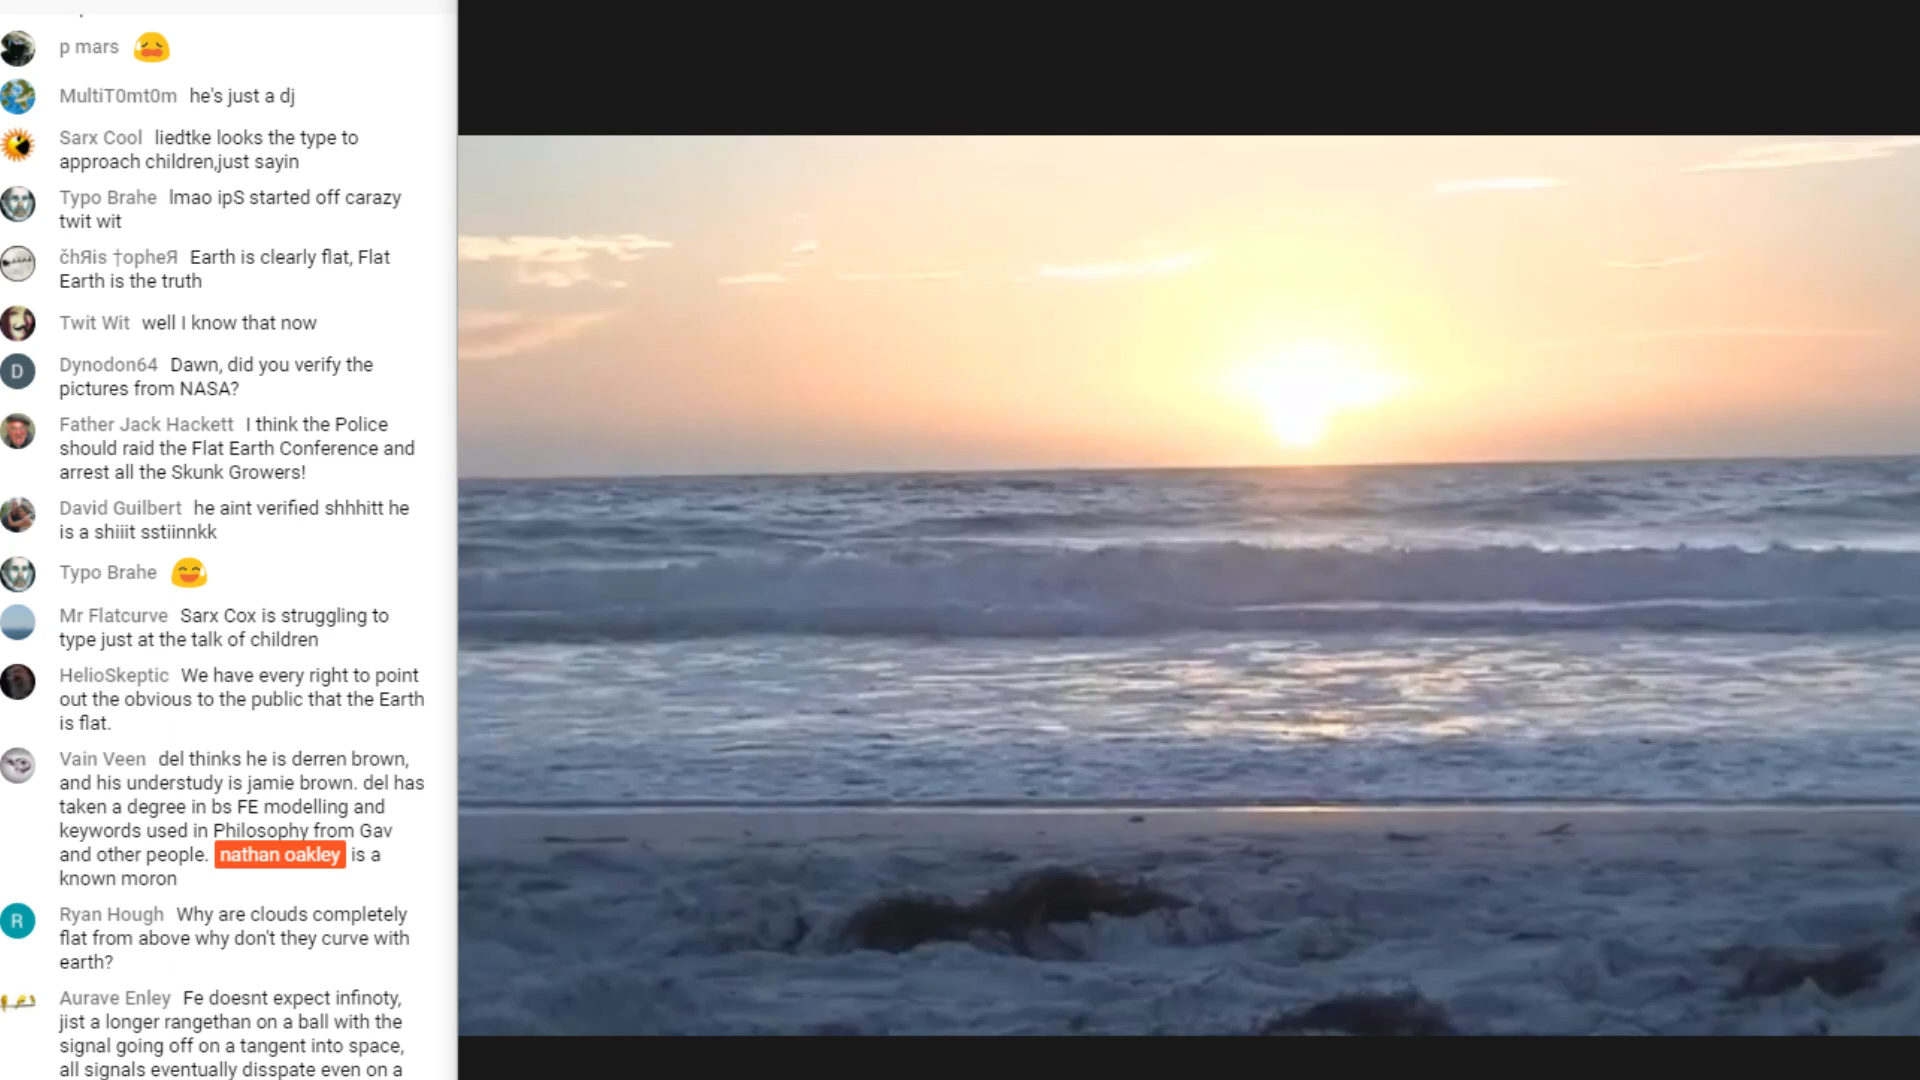 p mars
MultiT0mt0m he's just a dj
Sarx Cool liedtke looks the type to
approach children,just sayin
Typo Brahe lmao ipS started off carazy
twit wit
čhЯis †opheЯ Earth is clearly flat, Flat
Earth is the truth
Twit Wit well I know that now
D
Dynodon64 Dawn, did you verify the
pictures from NASA?
Father Jack Hackett I think the Police
should raid the Flat Earth Conference and
arrest all the Skunk Growers!
David Guilbert he aint verified shhhitt he
is a shiiit sstiinnkk
Typo Brahe
Mr Flatcurve Sarx Cox is struggling to
type just at the talk of children
HelioSkeptic We have every right to point
out the obvious to the public that the Earth
is flat.
Vain Veen del thinks he is derren brown,
and his understudy is jamie brown. del has
taken a degree in bs FE modelling and
keywords used in Philosophy from Gav
and other people. nathan oakley is a
known moron
R
Ryan Hough Why are clouds completely
flat from above why don't they curve with
earth?
Aurave Enley Fe doesnt expect infinoty,
jist a longer rangethan on a ball with the
signal going off on a tangent into space,
all signals eventually disspate even on a